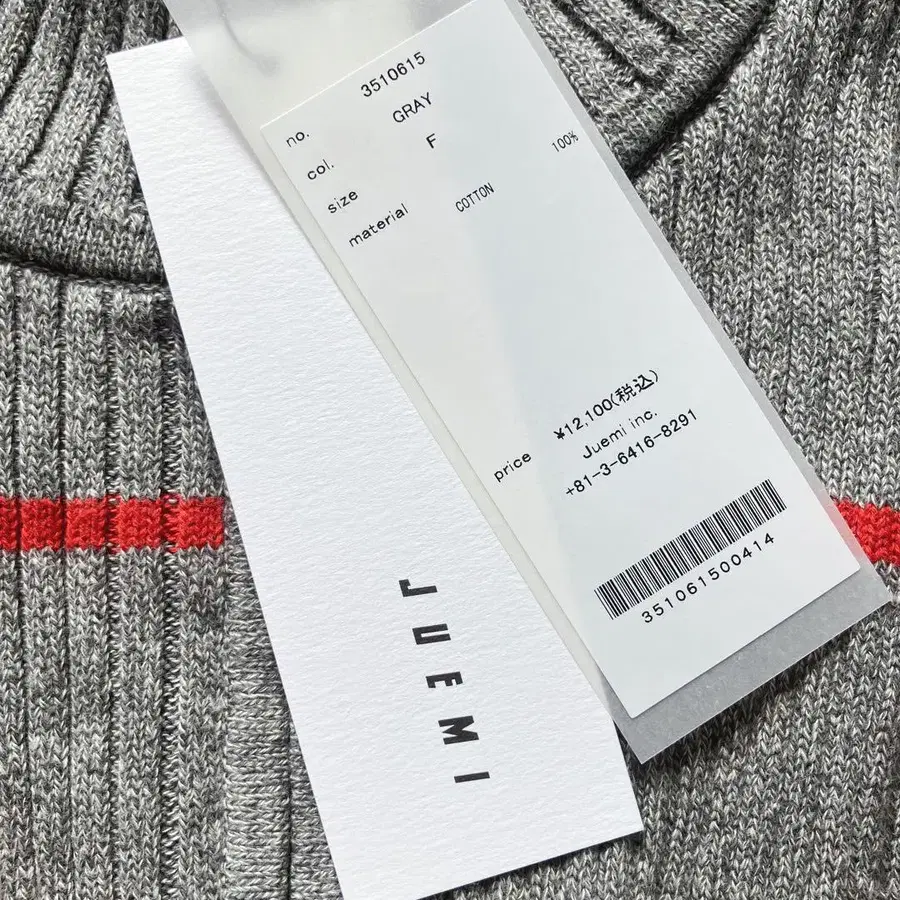 no. 3510615
col. GRAY
size F
material COTTON 100%
price ¥12,100(税込)
Juemi inc.
+81-3-6416-8291
351061500414
JUEMI